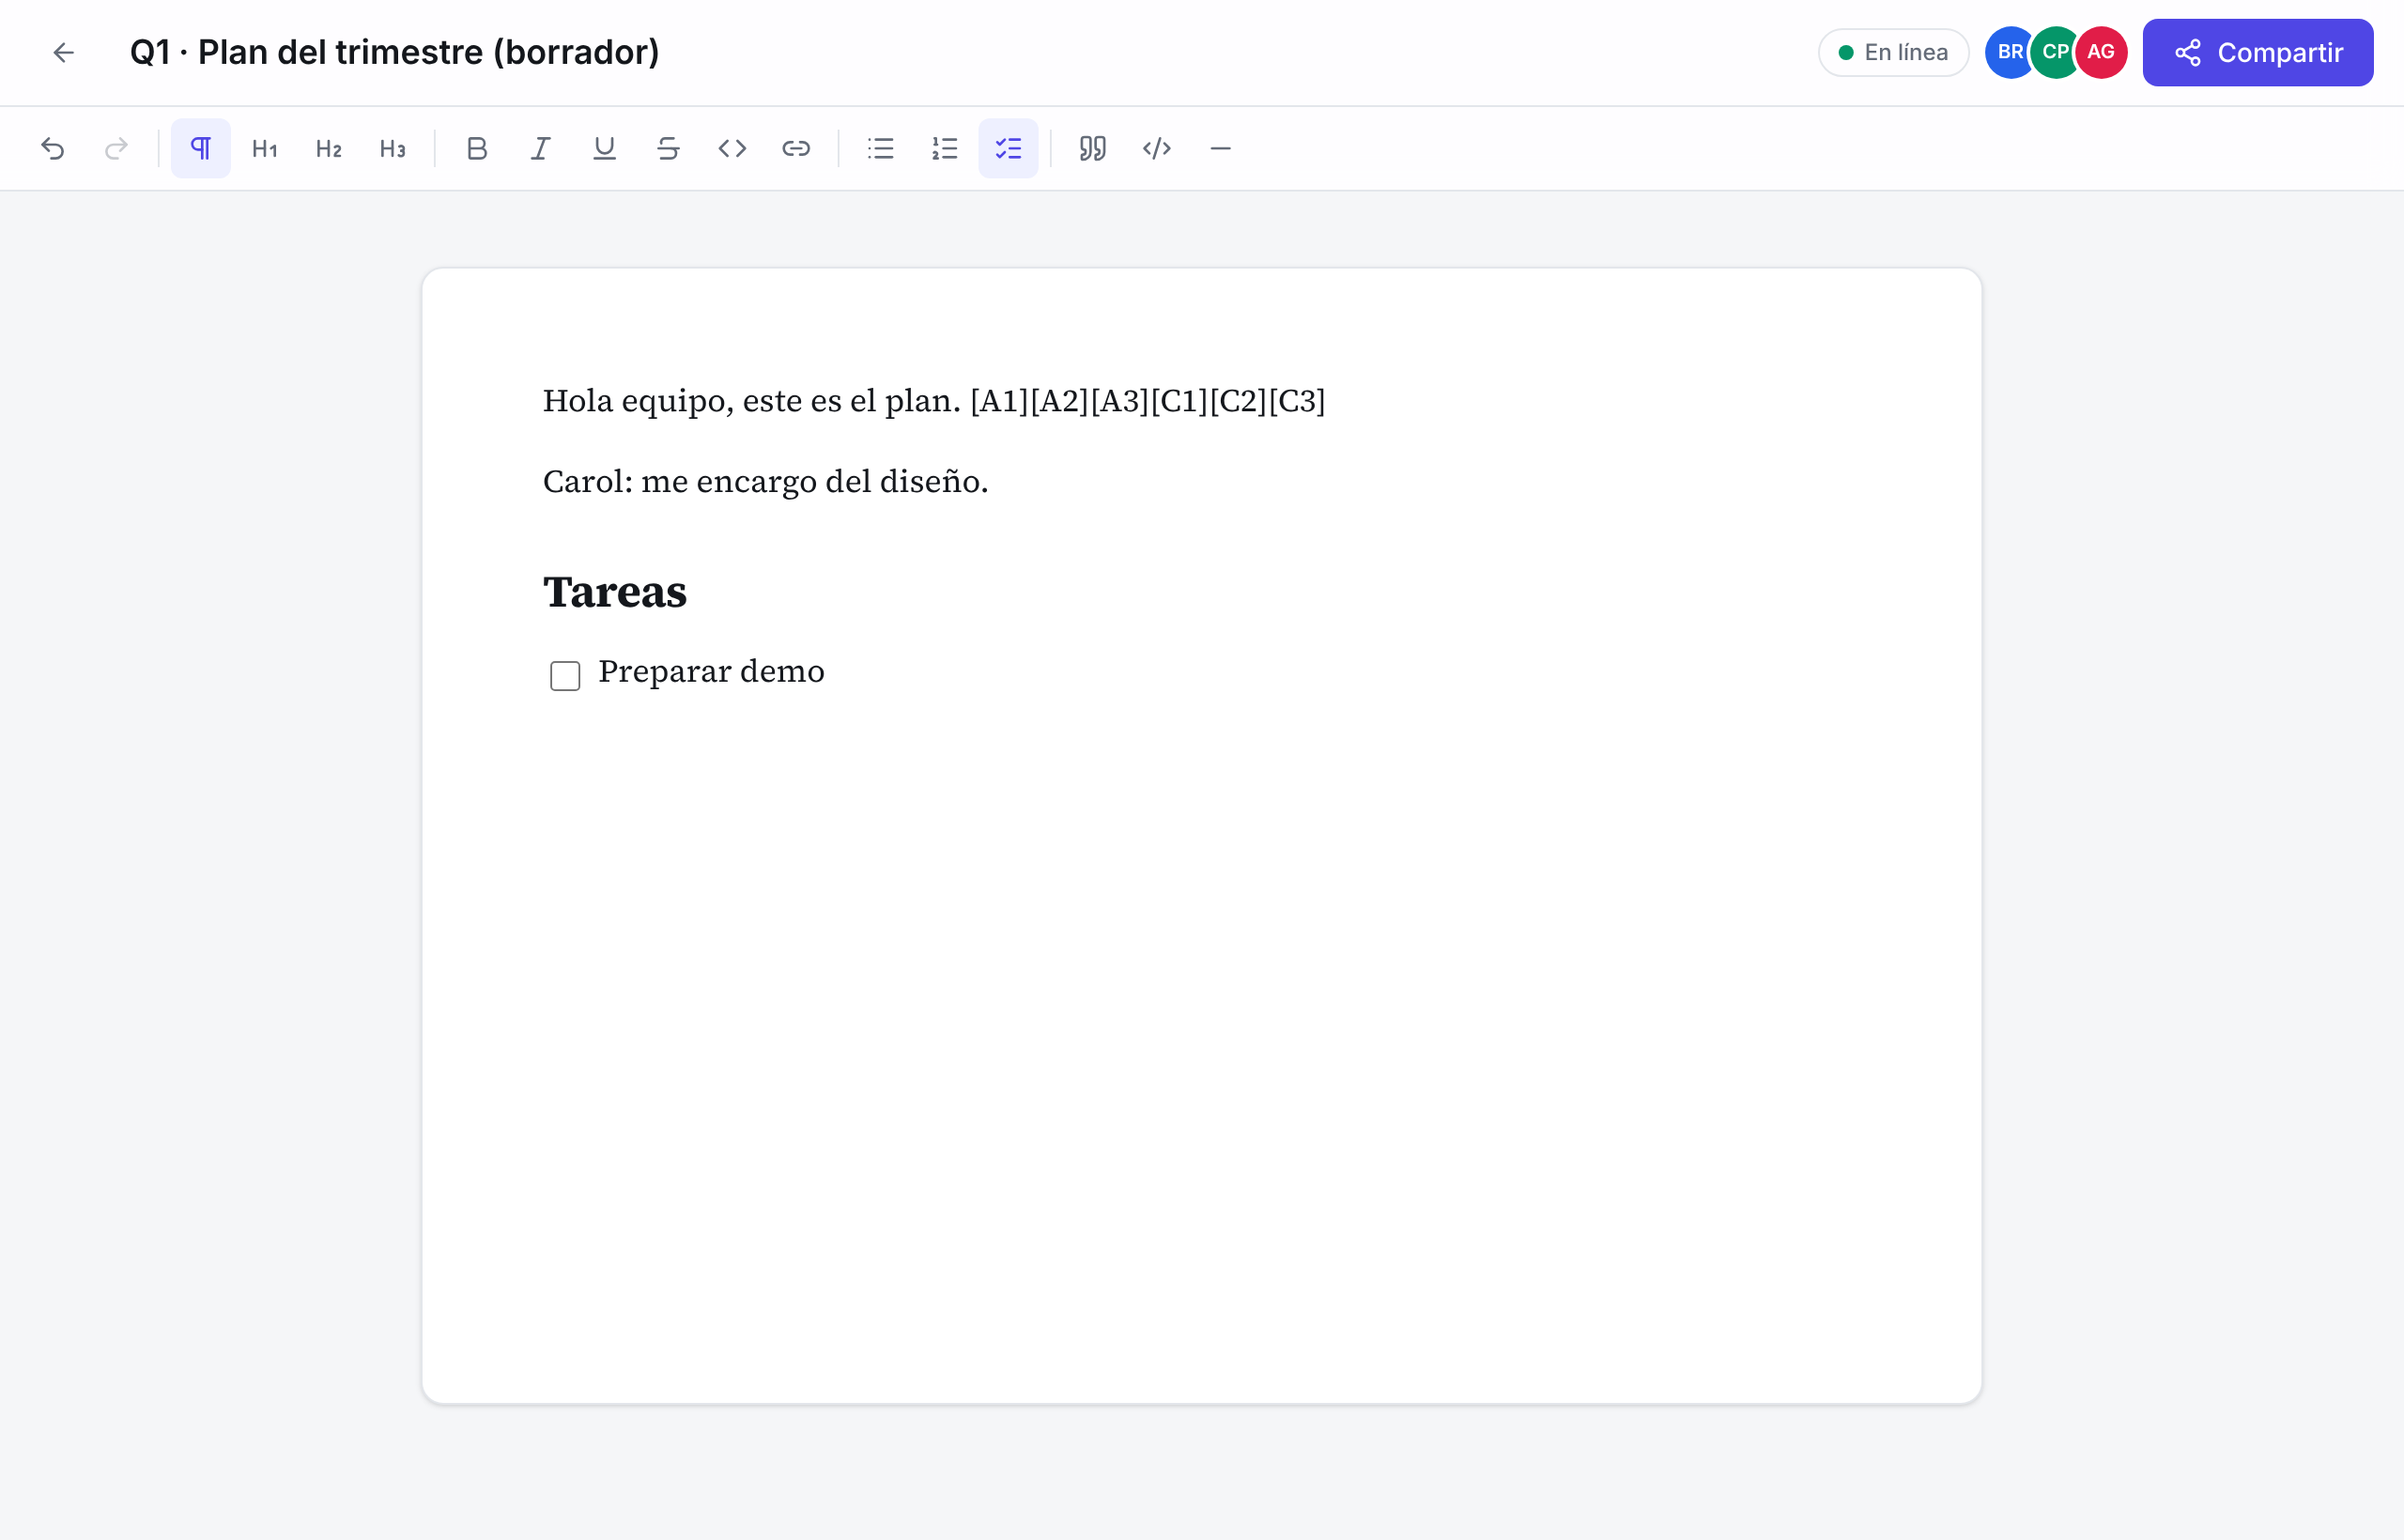 Q1 · Plan del trimestre (borrador)
En línea
BR CP AG
Compartir
H1 H2 H3
Hola equipo, este es el plan. [A1][A2][A3][C1][C2][C3]
Carol: me encargo del diseño.
Tareas
Preparar demo